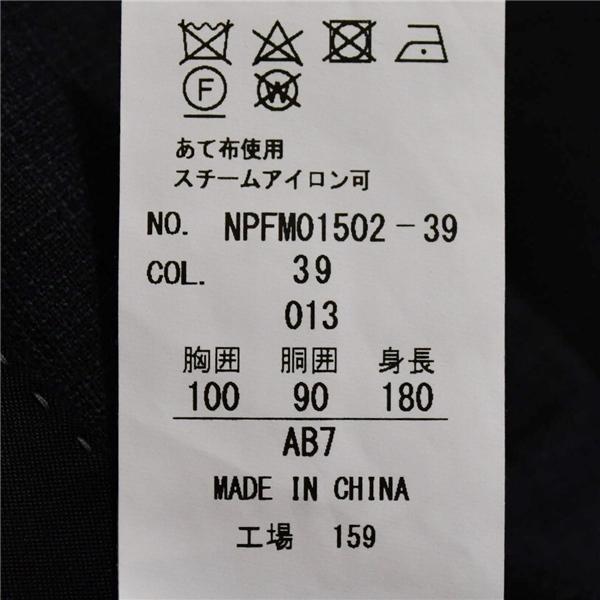 F W
あて布使用
スチームアイロン可
NO. NPFM01502-39
COL. 39
013
胸囲 胴囲 身長
100 90 180
AB7
MADE IN CHINA
工場 159